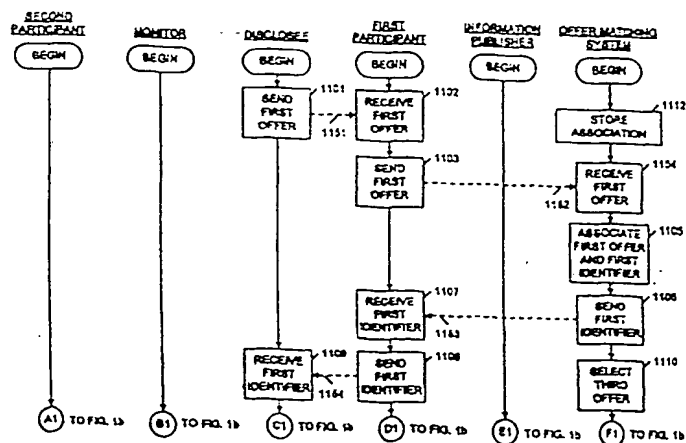 SECOND PARTICIPANT
MONITOR
DISCLOSEE
FIRST PARTICIPANT
INFORMATION PUBLISHER
OFFER MATCHING SYSTEM
BEGIN
BEGIN
BEGIN
BEGIN
BEGIN
BEGIN
1101
SEND FIRST OFFER
1151
1102
RECEIVE FIRST OFFER
1112
STORE ASSOCIATION
1103
SEND FIRST OFFER
1152
1104
RECEIVE FIRST OFFER
1105
ASSOCIATE FIRST OFFER AND FIRST IDENTIFIER
1107
RECEIVE FIRST IDENTIFIER
1153
1106
SEND FIRST IDENTIFIER
1109
RECEIVE FIRST IDENTIFIER
1154
1108
SEND FIRST IDENTIFIER
1110
SELECT THIRD OFFER
A1 TO FIG. 1b
B1 TO FIG. 1b
C1 TO FIG. 1b
D1 TO FIG. 1b
E1 TO FIG. 1b
F1 TO FIG. 1b